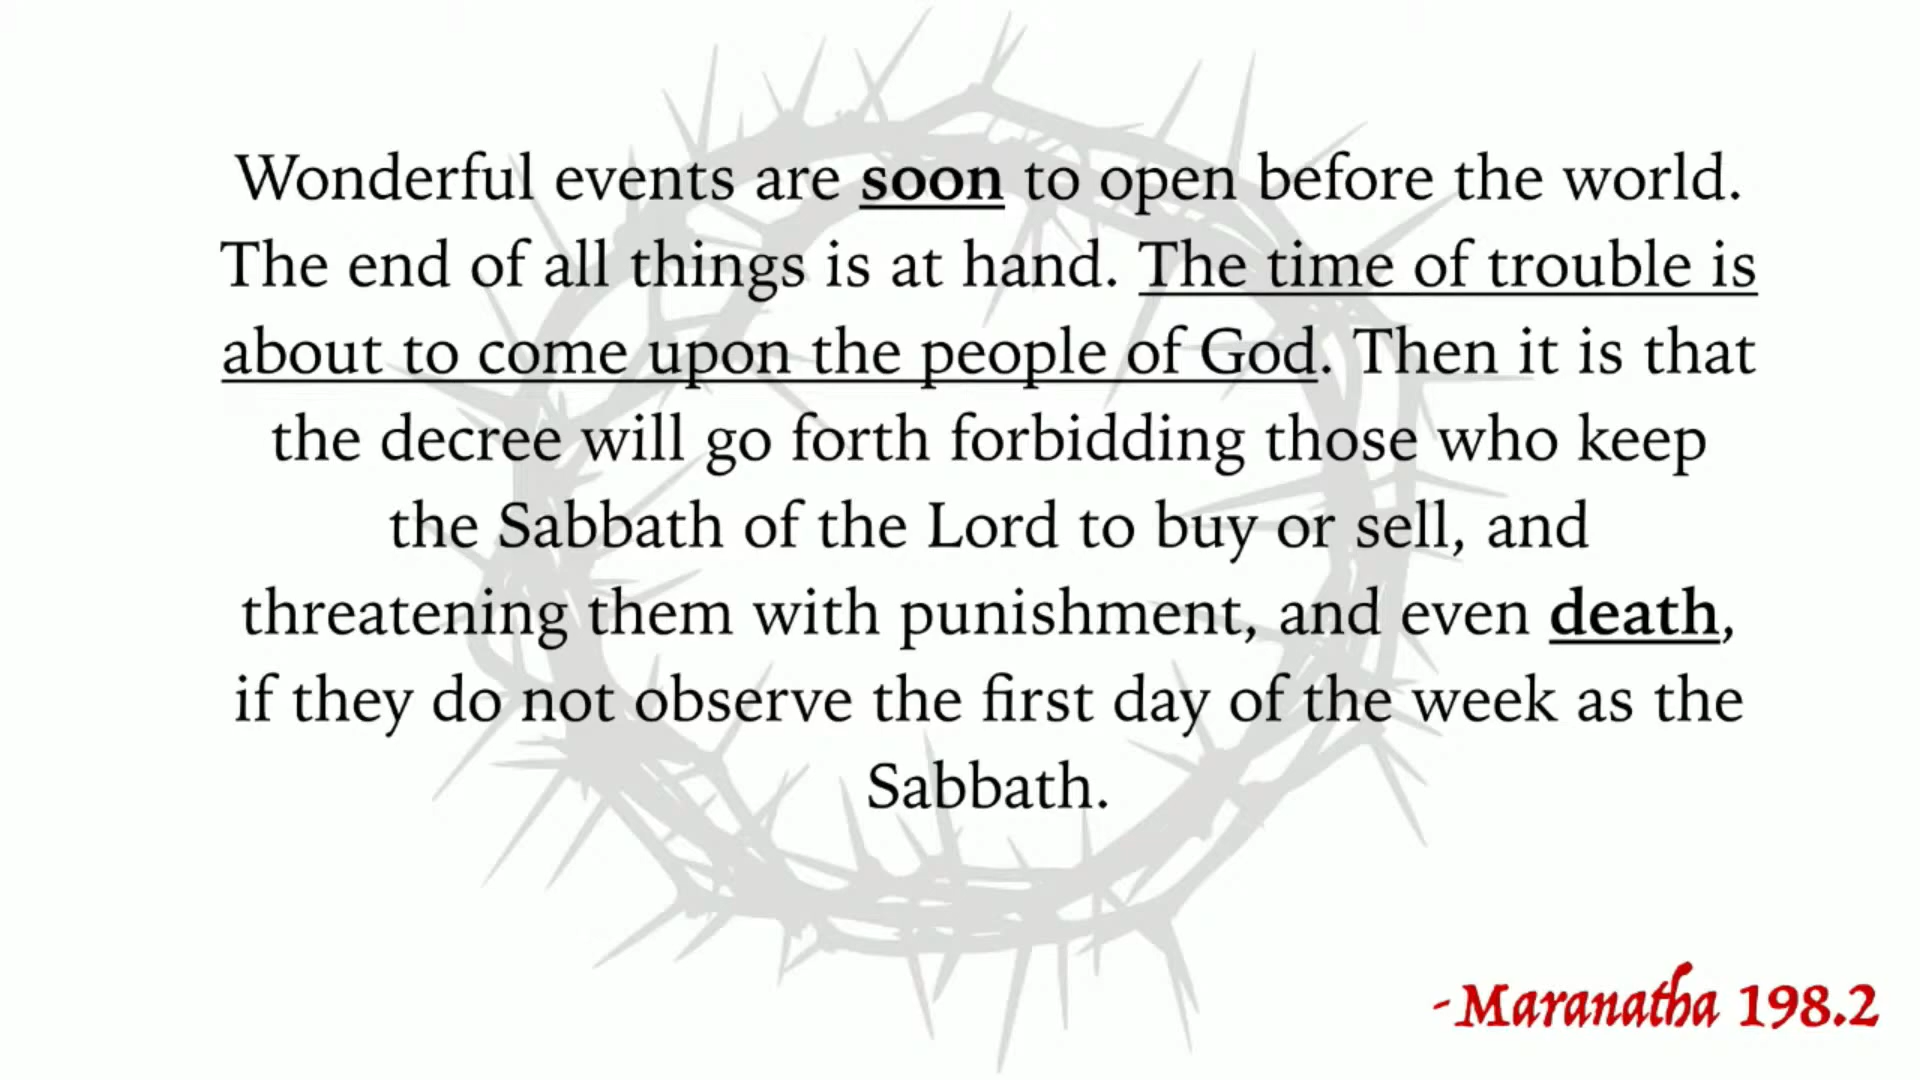 Wonderful events are soon to open before the world.
The end of all things is at hand. The time of trouble is
about to come upon the people of God. Then it is that
the decree will go forth forbidding those who keep
the Sabbath of the Lord to buy or sell, and
threatening them with punishment, and even death,
if they do not observe the first day of the week as the
Sabbath.
-Maranatha 198.2